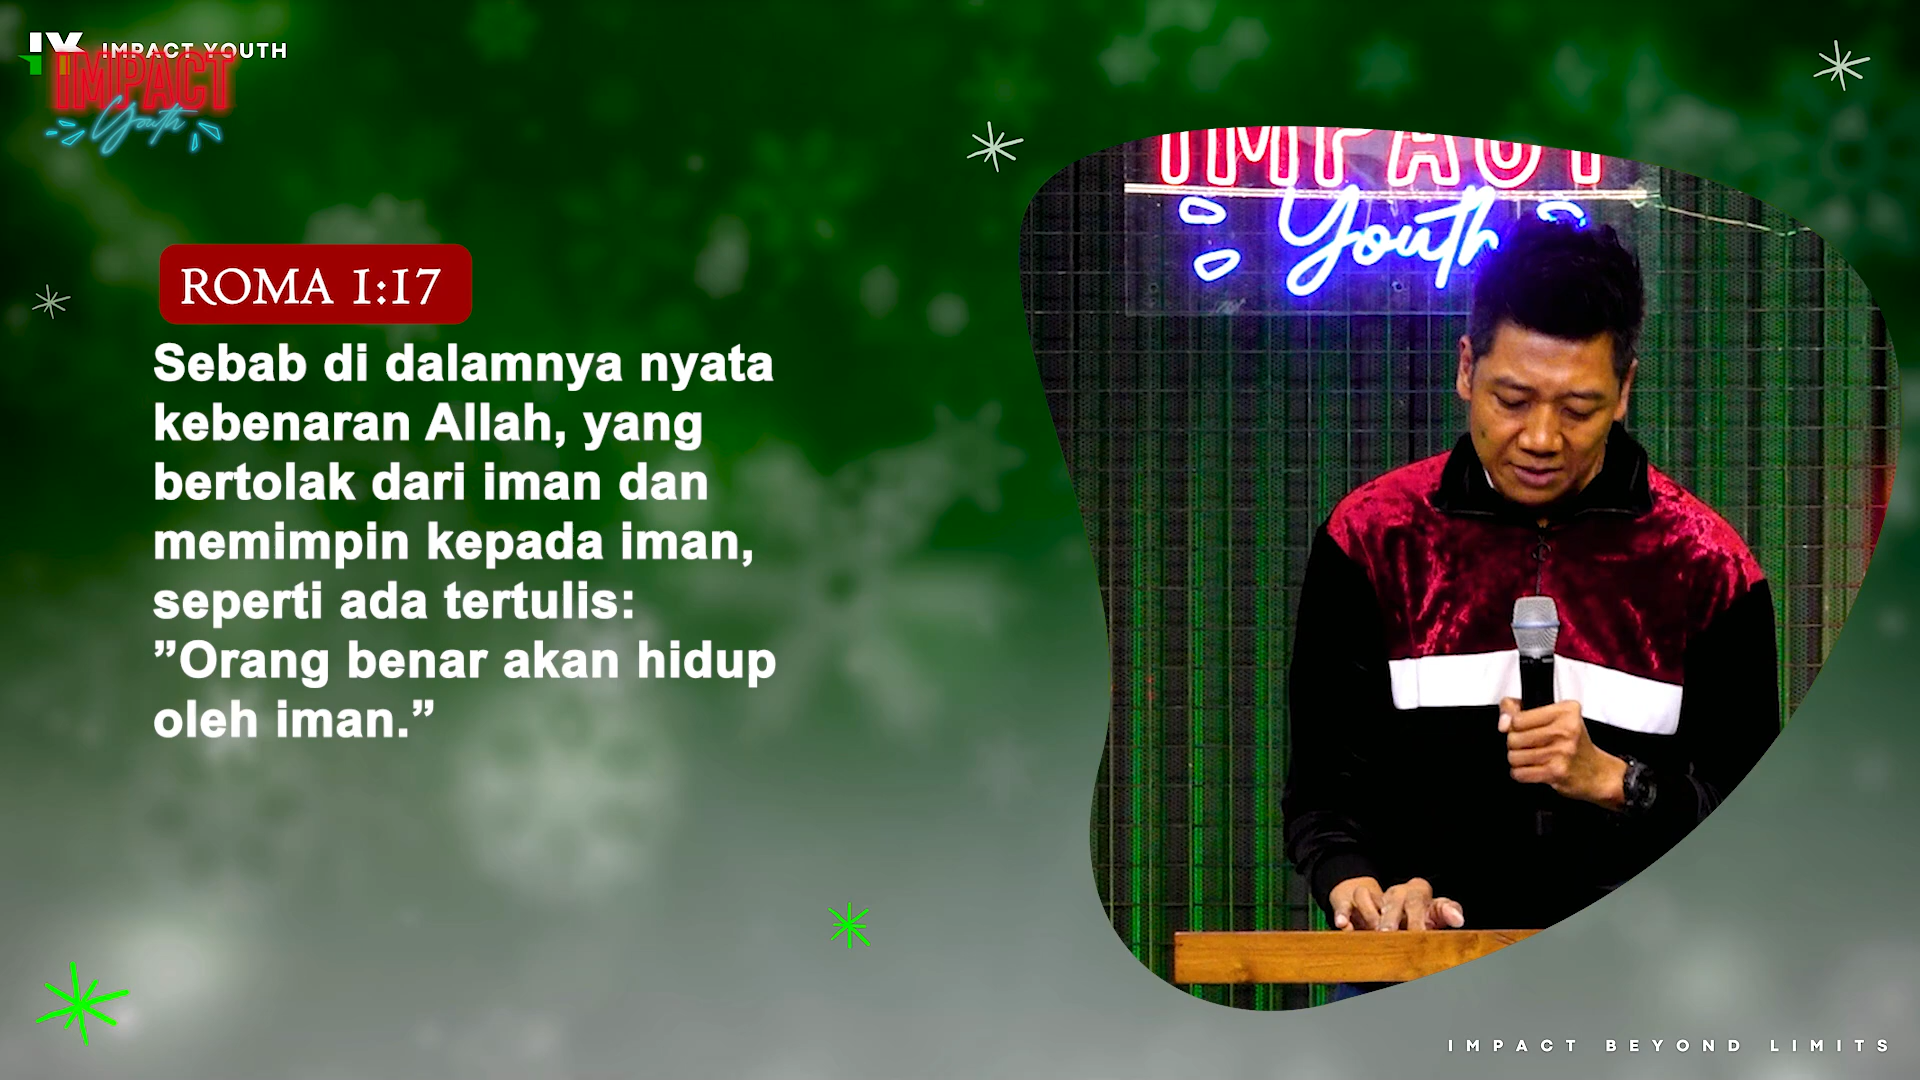 IMPACT YOUTH
IMPACT
Youth
IMPACT
Youth
ROMA 1:17
Sebab di dalamnya nyata
kebenaran Allah, yang
bertolak dari iman dan
memimpin kepada iman,
seperti ada tertulis:
”Orang benar akan hidup
oleh iman.”
IMPACT BEYOND LIMITS